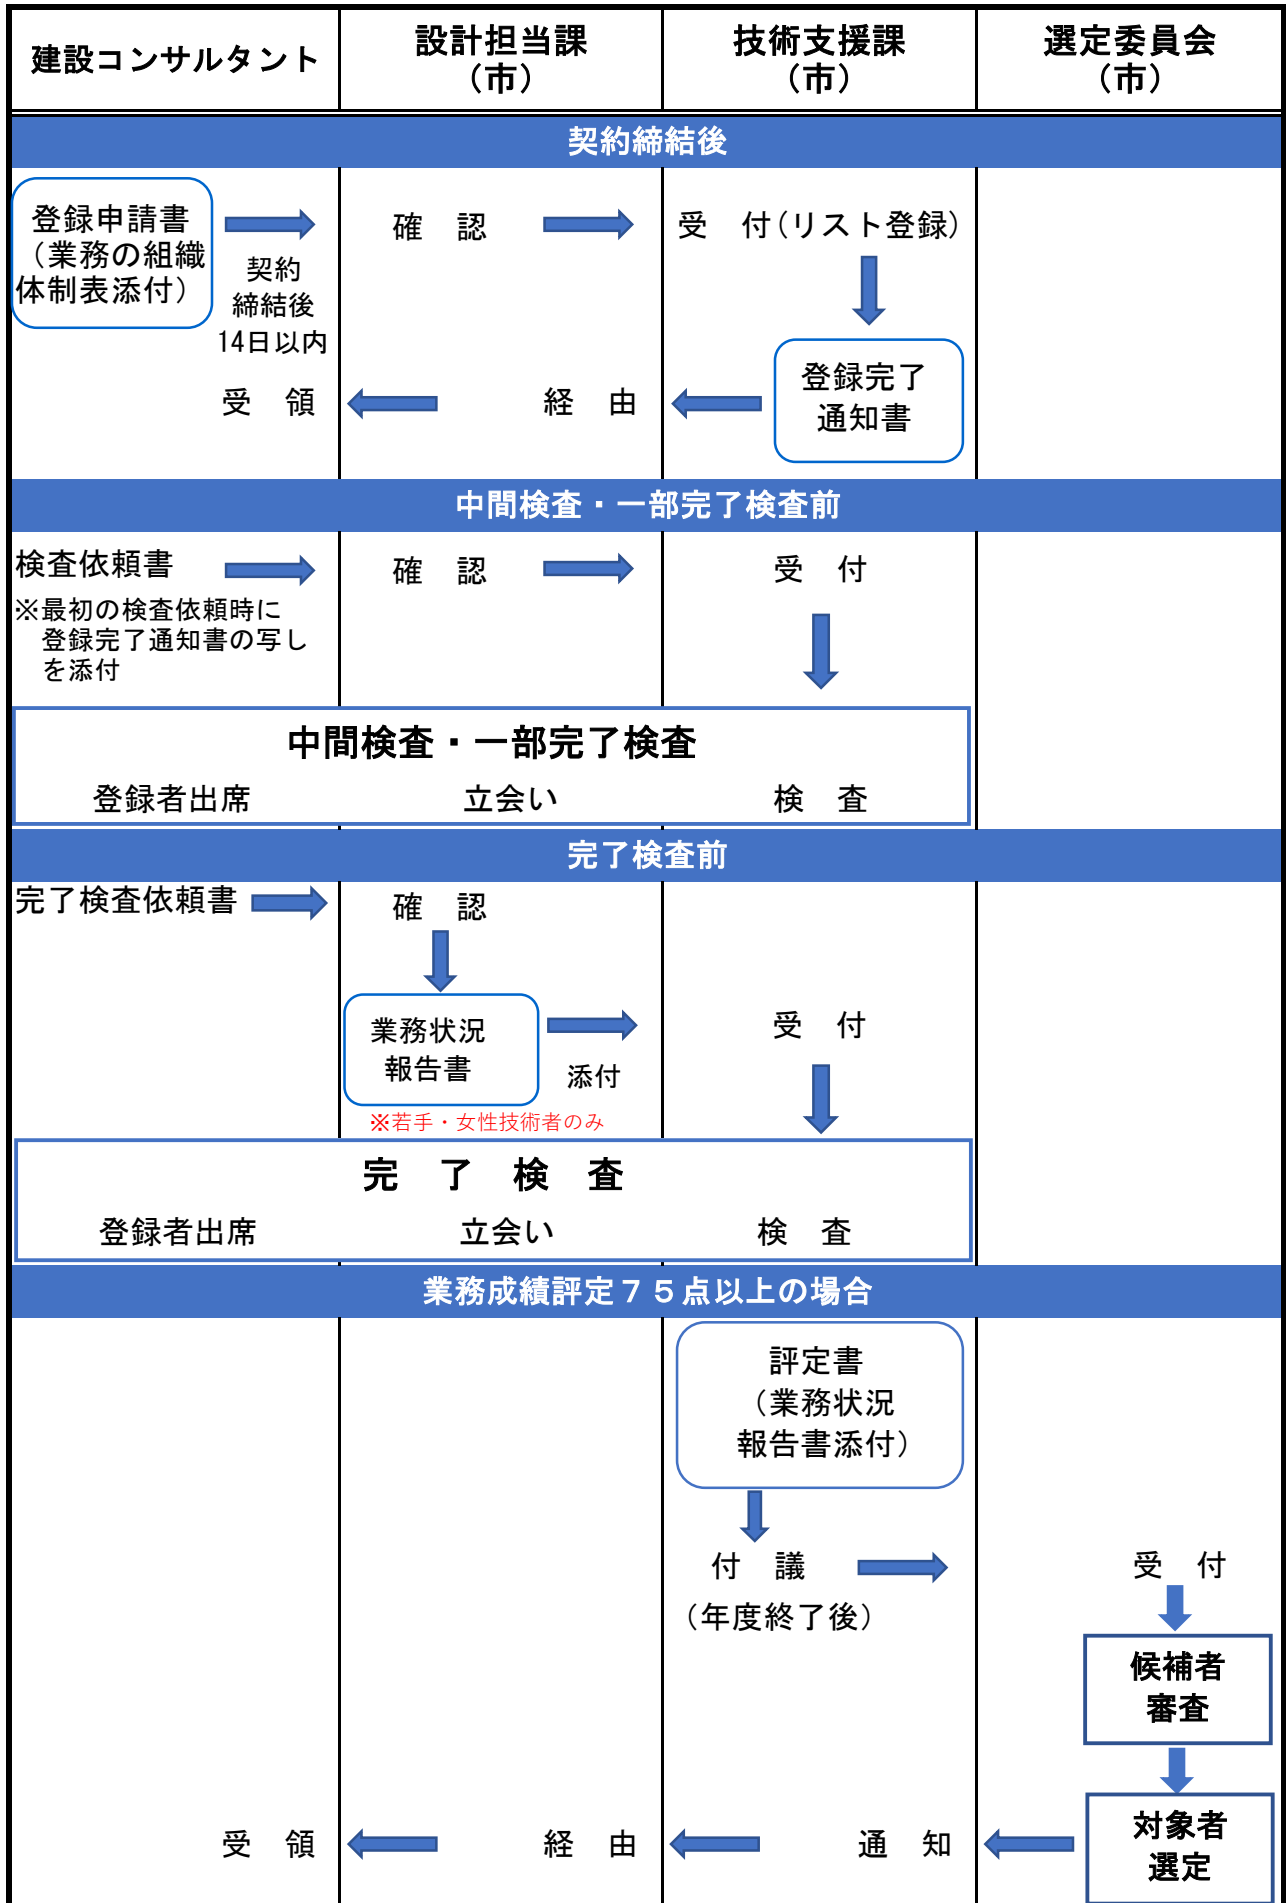 建設コンサルタント
設計担当課
（市）
技術支援課
（市）
選定委員会
（市）
契約締結後
登録申請書
（業務の組織
体制表添付）
契約
締結後
14日以内
確　認
受　付（リスト登録）
登録完了
通知書
経　由
受　領
中間検査・一部完了検査前
検査依頼書
※最初の検査依頼時に
登録完了通知書の写し
を添付
確　認
受　付
中間検査・一部完了検査
登録者出席
立会い
検　査
完了検査前
完了検査依頼書
確　認
業務状況
報告書
添付
※若手・女性技術者のみ
受　付
完　了　検　査
登録者出席
立会い
検　査
業務成績評定７５点以上の場合
評定書
（業務状況
報告書添付）
付　議
（年度終了後）
受　付
候補者
審査
対象者
選定
通　知
経　由
受　領